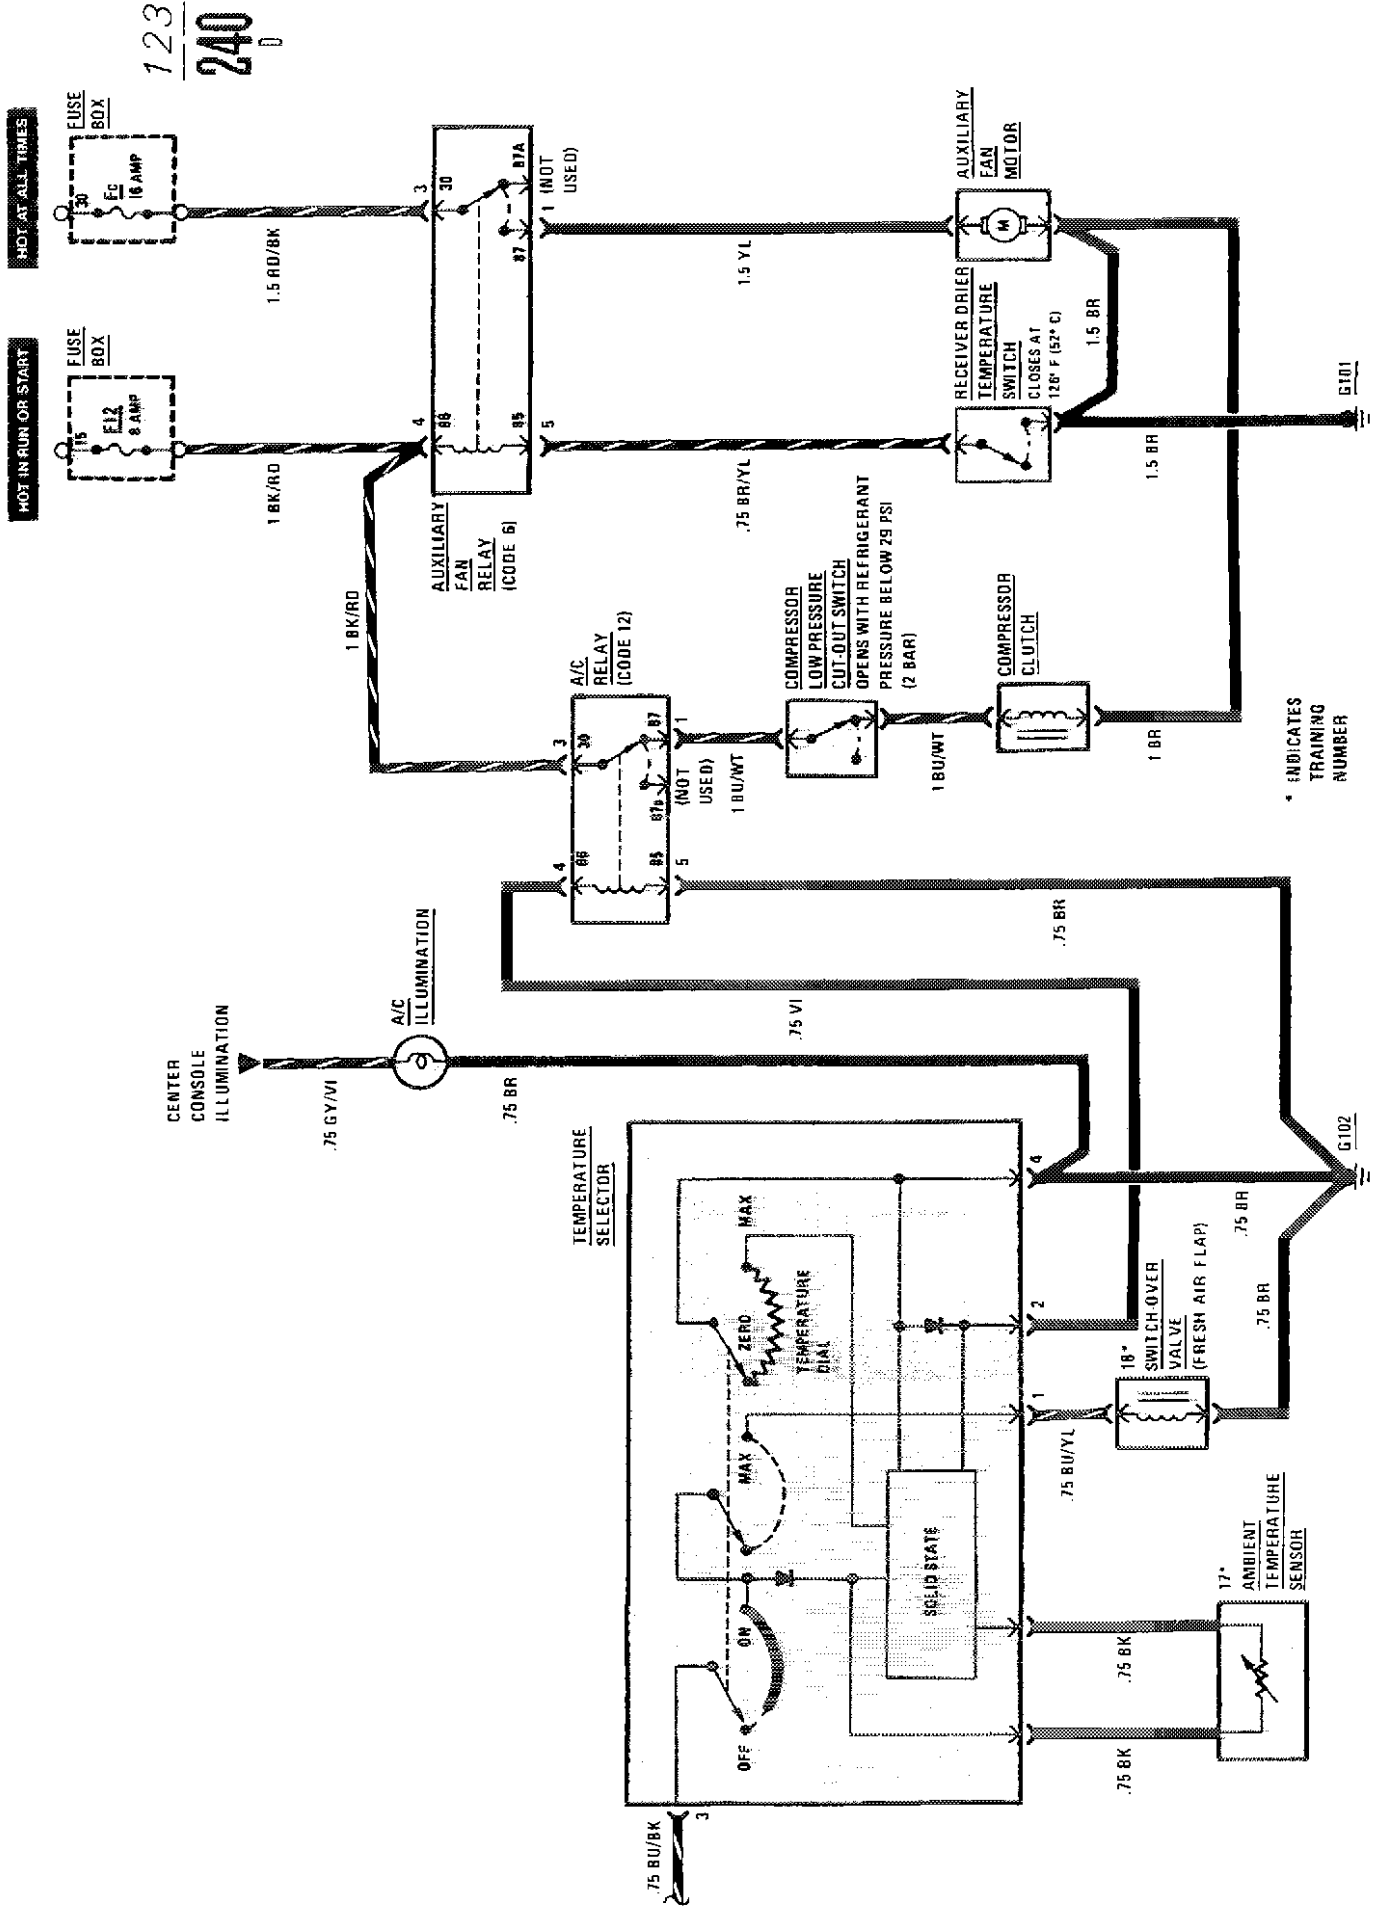 123
240
D
HOT IN RUN OR START
HOT AT ALL TIMES
FUSE
BOX
15
F12
8 AMP
FUSE
BOX
30
Fc
16 AMP
1 BK/RD
1.5 RD/BK
1 BK/RD
4
86
85
5
3
30
87
87A
1
(NOT
USED)
AUXILIARY
FAN
RELAY
(CODE 6)
.75 BR/YL
1.5 YL
RECEIVER DRIER
TEMPERATURE
SWITCH
CLOSES AT
126° F (52° C)
AUXILIARY
FAN
MOTOR
M
1.5 BR
1.5 BR
G101
A/C
RELAY
(CODE 12)
4
86
85
5
3
30
87
1
(NOT
USED)
1 BU/WT
COMPRESSOR
LOW PRESSURE
CUT-OUT SWITCH
OPENS WITH REFRIGERANT
PRESSURE BELOW 29 PSI
(2 BAR)
1 BU/WT
COMPRESSOR
CLUTCH
1 BR
* INDICATES
TRAINING
NUMBER
CENTER
CONSOLE
ILLUMINATION
.75 GY/VI
A/C
ILLUMINATION
.75 BR
.75 VI
.75 BR
TEMPERATURE
SELECTOR
OFF
ON
MAX
ZERO
MAX
TEMPERATURE
DIAL
SOLID STATE
.75 BU/BK
3
1
2
4
.75 BU/YL
18*
SWITCH-OVER
VALVE
(FRESH AIR FLAP)
.75 BR
.75 BR
G102
.75 BK
.75 BK
17*
AMBIENT
TEMPERATURE
SENSOR